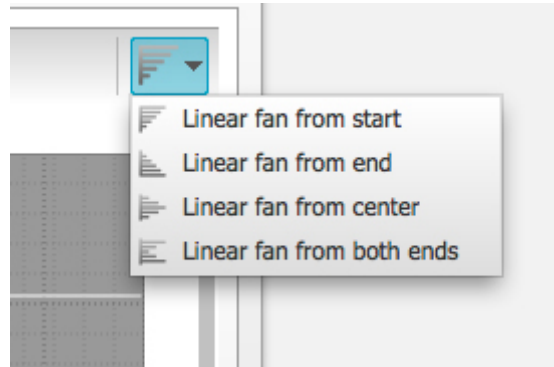 Linear fan from start
Linear fan from end
Linear fan from center
Linear fan from both ends